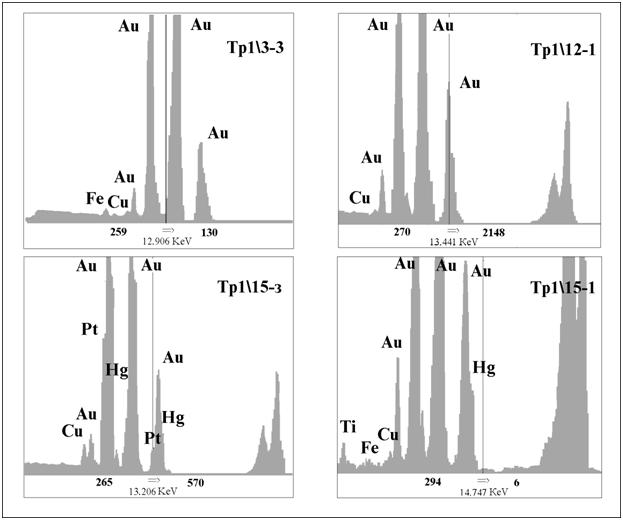 Au Au
Tp1\3-3
Au
Au
Fe Cu
259 ⇒ 130
12.906 KeV
Au Au
Tp1\12-1
Au
Au
Cu
270 ⇒ 2148
13.441 KeV
Au Au
Tp1\15-з
Pt
Au
Hg
Au
Hg
Cu
Pt
265 ⇒ 570
13.206 KeV
Au Au Au
Tp1\15-1
Hg
Ti
Cu
Fe
294 ⇒ 6
14.747 KeV